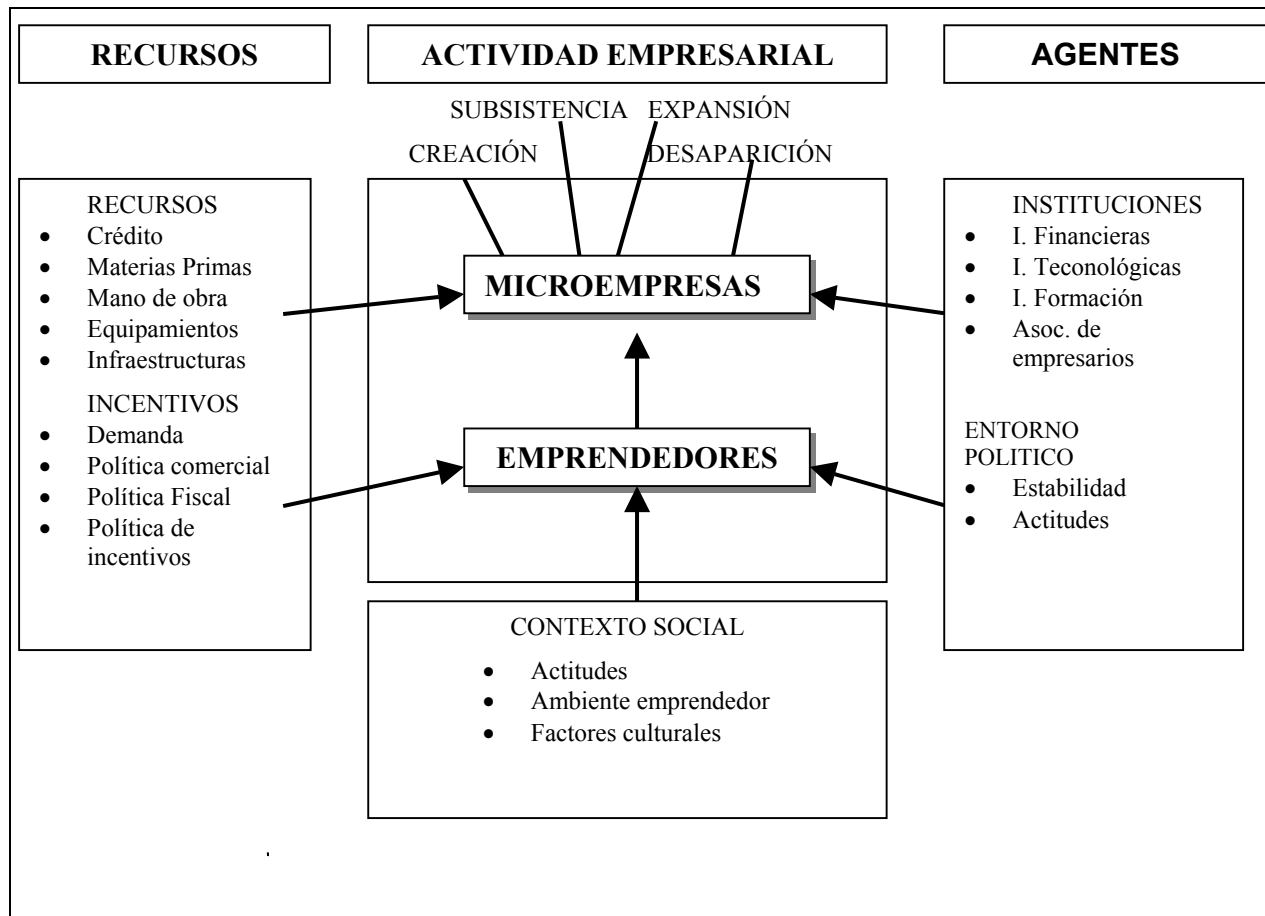 RECURSOS
ACTIVIDAD EMPRESARIAL
AGENTES
SUBSISTENCIA EXPANSIÓN
CREACIÓN DESAPARICIÓN
RECURSOS
• Crédito
• Materias Primas
• Mano de obra
• Equipamientos
• Infraestructuras
INCENTIVOS
• Demanda
• Política comercial
• Política Fiscal
• Política de
incentivos
MICROEMPRESAS
EMPRENDEDORES
INSTITUCIONES
• I. Financieras
• I. Teconológicas
• I. Formación
• Asoc. de
empresarios
ENTORNO
POLITICO
• Estabilidad
• Actitudes
CONTEXTO SOCIAL
• Actitudes
• Ambiente emprendedor
• Factores culturales